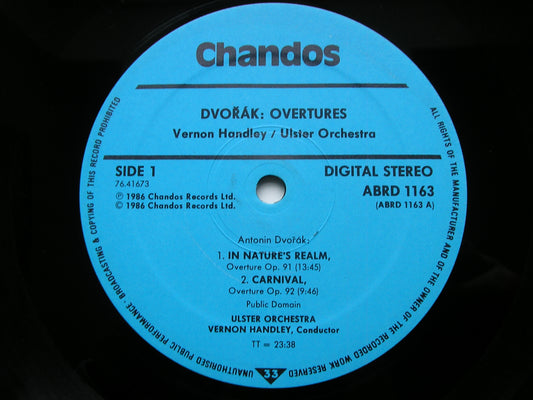 Chandos
DVOŘÁK: OVERTURES
Vernon Handley / Ulster Orchestra
SIDE 1
76.41673
℗ 1986 Chandos Records Ltd.
© 1986 Chandos Records Ltd.
DIGITAL STEREO
ABRD 1163
(ABRD 1163 A)
Antonin Dvořák:
1. IN NATURE'S REALM,
Overture Op. 91 (13:45)
2. CARNIVAL,
Overture Op. 92 (9:46)
Public Domain
ULSTER ORCHESTRA
VERNON HANDLEY, Conductor
TT = 23:38
33
ALL RIGHTS OF THE MANUFACTURER AND OF THE OWNER OF THE RECORDED WORK RESERVED
UNAUTHORISED PUBLIC PERFORMANCE · BROADCASTING & COPYING OF THIS RECORD PROHIBITED